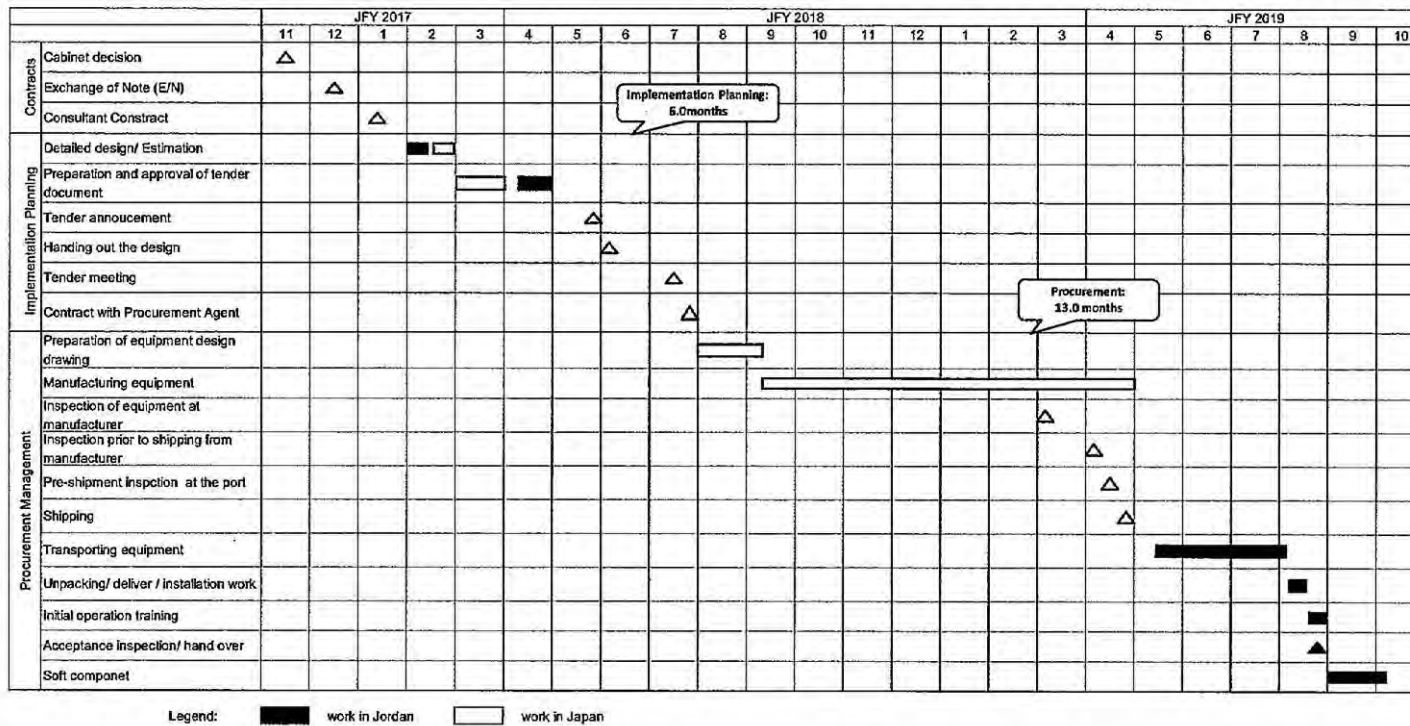 JFY 2017 JFY 2018 JFY 2019
11 12 1 2 3 4 5 6 7 8 9 10 11 12 1 2 3 4 5 6 7 8 9 10
Contracts
Cabinet decision
Exchange of Note (E/N)
Consultant Constract
Implementation Planning:
6.0months
Implementation Planning
Detailed design/ Estimation
Preparation and approval of tender
document
Tender annoucement
Handing out the design
Tender meeting
Contract with Procurement Agent
Procurement:
13.0 months
Procurement Management
Preparation of equipment design
drawing
Manufacturing equipment
Inspection of equipment at
manufacturer
Inspection prior to shipping from
manufacturer
Pre-shipment inspction at the port
Shipping
Transporting equipment
Unpacking/ deliver / installation work
Initial operation training
Acceptance inspection/ hand over
Soft componet
Legend: work in Jordan work in Japan